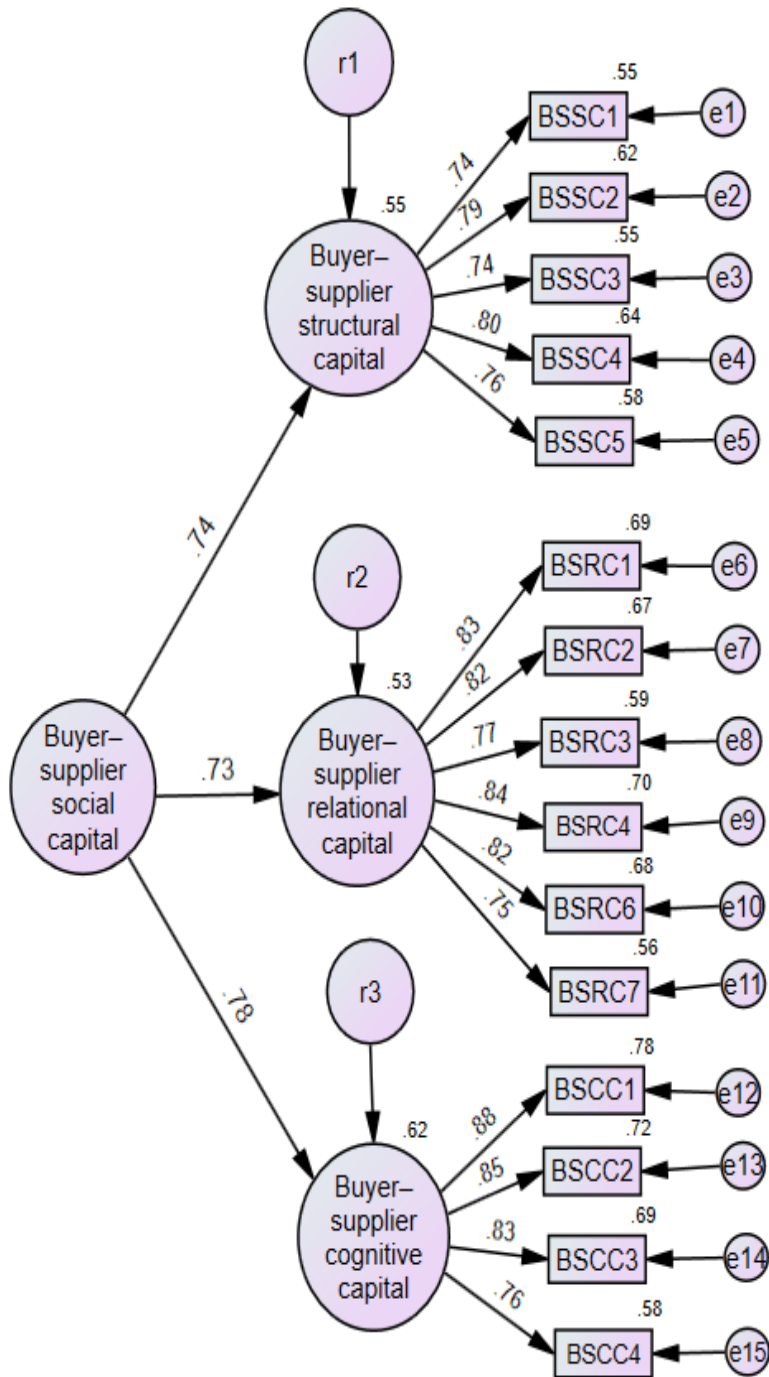 r1
.55
BSSC1
e1
.74
.62
BSSC2
e2
.79
.55
.55
BSSC3
e3
.74
.64
BSSC4
e4
.80
.58
BSSC5
e5
.76
Buyer–
supplier
structural
capital
.74
r2
.69
BSRC1
e6
.83
.67
BSRC2
e7
.82
.53
.59
BSRC3
e8
.77
.70
BSRC4
e9
.84
.68
BSRC6
e10
.82
.56
BSRC7
e11
.75
Buyer–
supplier
relational
capital
Buyer–
supplier
social
capital
.73
r3
.78
.78
BSCC1
e12
.88
.62
.72
BSCC2
e13
.85
.69
BSCC3
e14
.83
.58
BSCC4
e15
.76
Buyer–
supplier
cognitive
capital